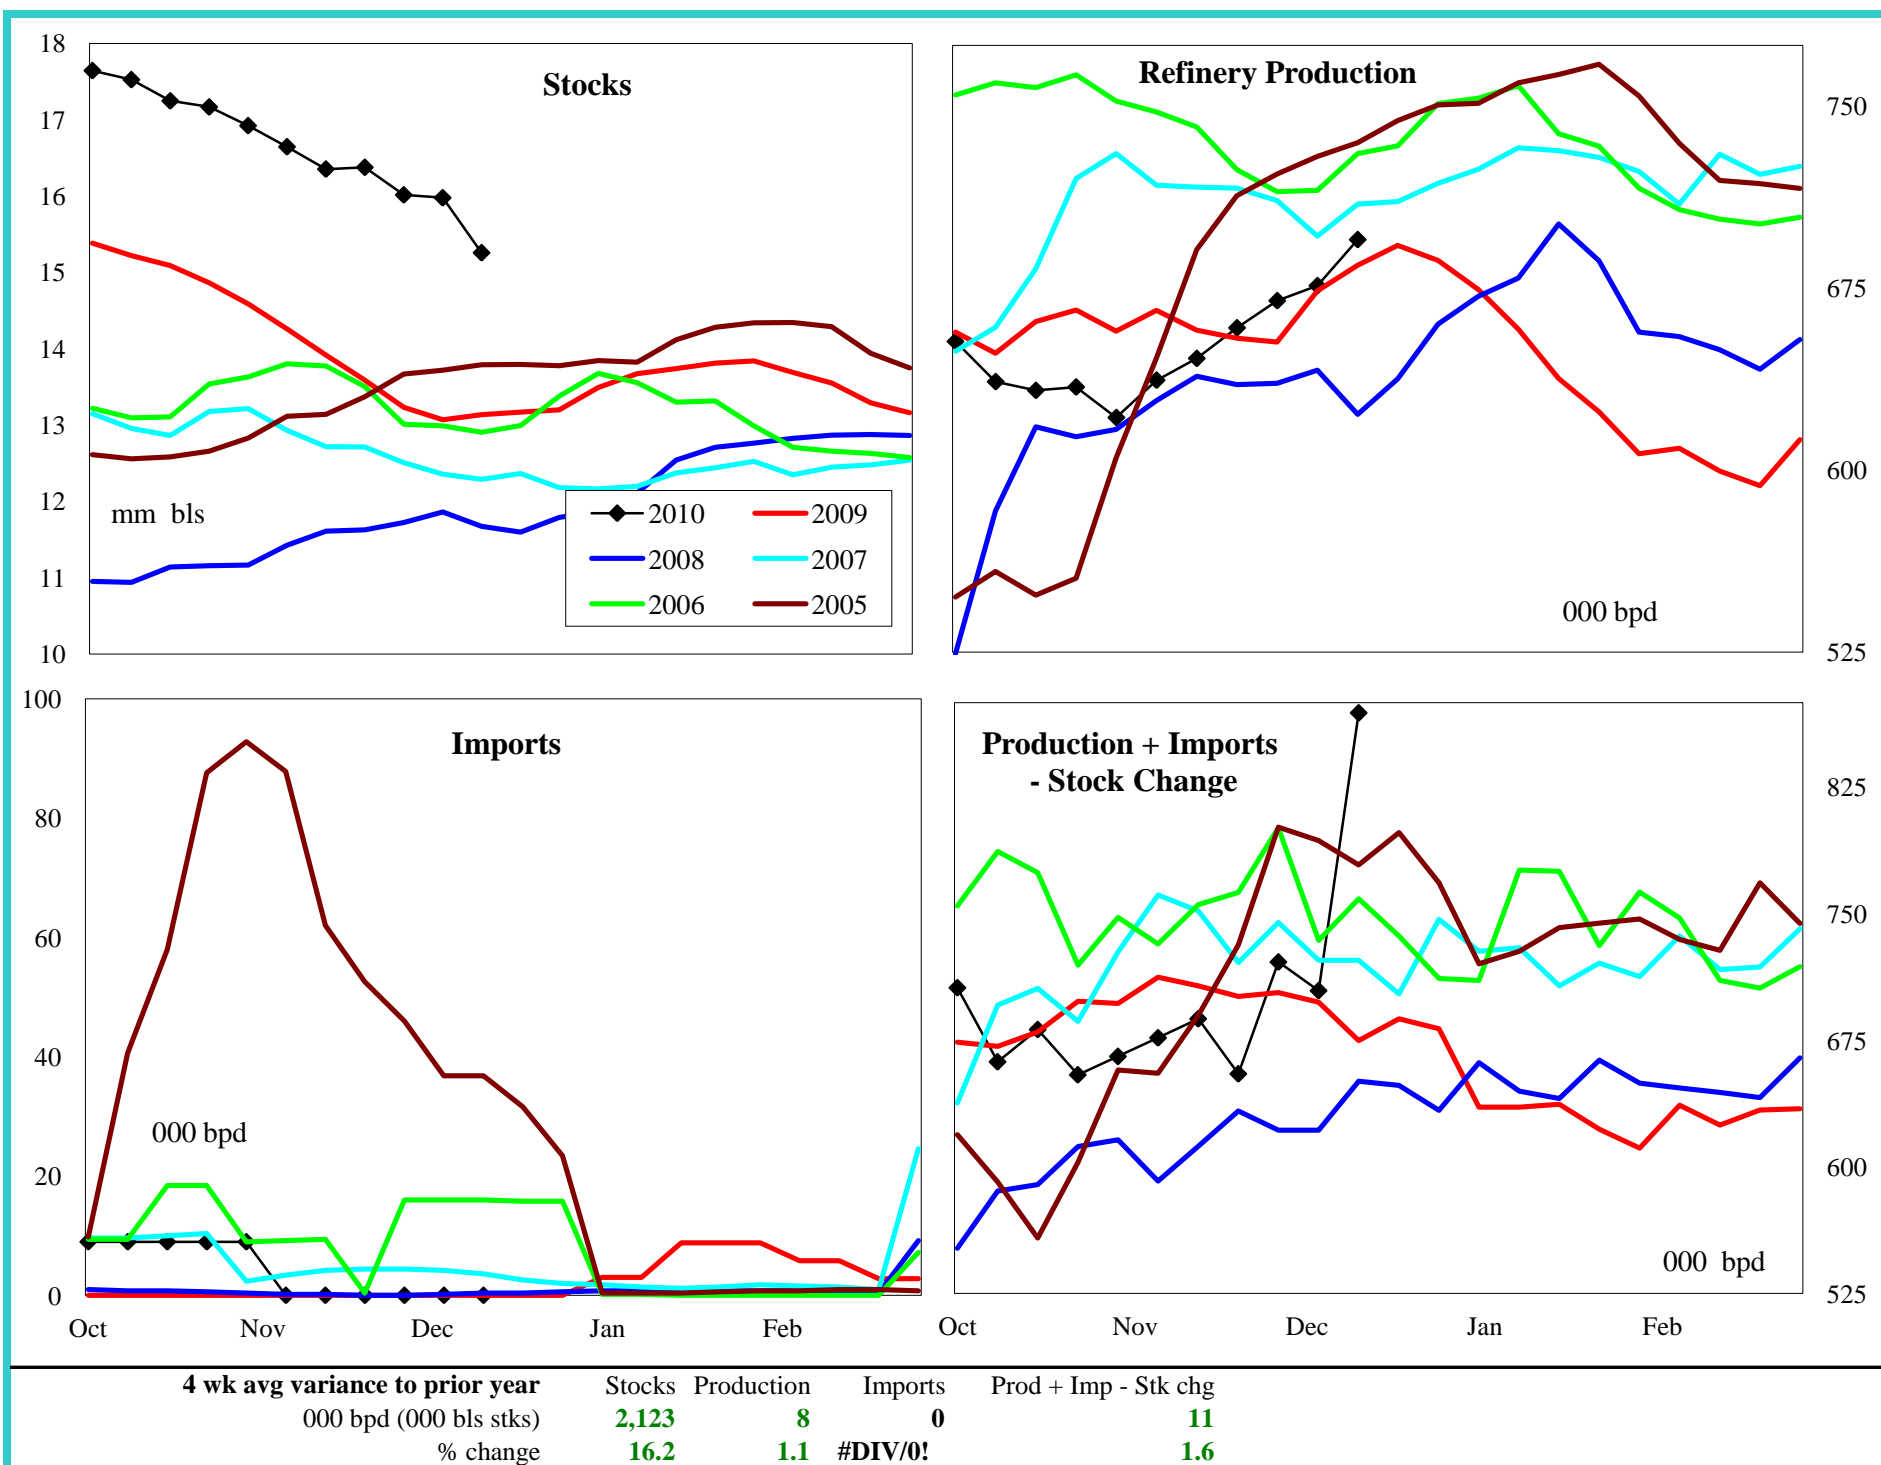 Stocks
18
17
16
15
14
13
12
11
10
mm bls
2010 2009
2008 2007
2006 2005
Refinery Production
750
675
600
525
000 bpd
Imports
100
80
60
40
20
0
000 bpd
Oct Nov Dec Jan Feb
Production + Imports
- Stock Change
825
750
675
600
525
000 bpd
Oct Nov Dec Jan Feb
4 wk avg variance to prior year Stocks Production Imports Prod + Imp - Stk chg
000 bpd (000 bls stks) 2,123 8 0 11
% change 16.2 1.1 #DIV/0! 1.6